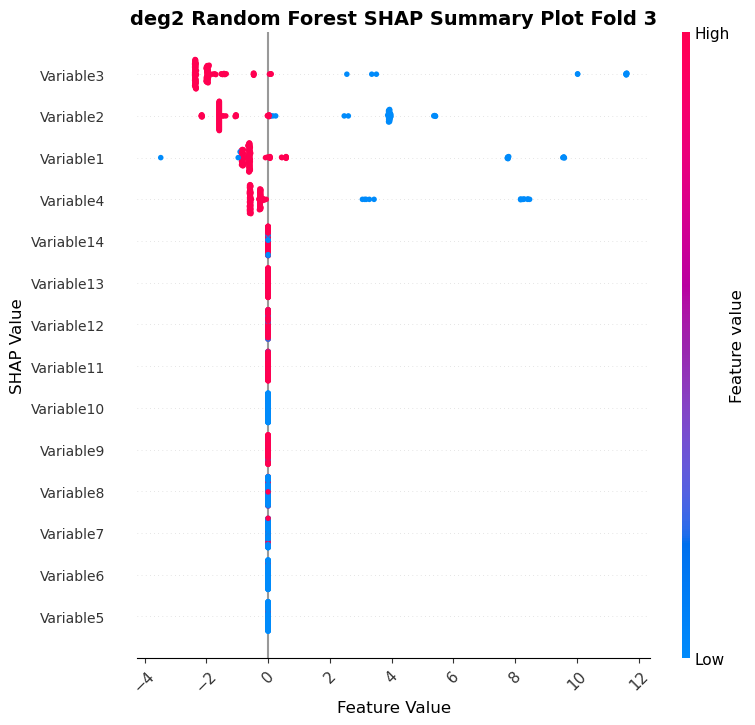 deg2 Random Forest SHAP Summary Plot Fold 3
High
Variable3
Variable2
Variable1
Variable4
Variable14
Variable13
Variable12
Variable11
Variable10
Variable9
Variable8
Variable7
Variable6
Variable5
SHAP Value
Feature value
Low
−4 −2 0 2 4 6 8 10 12
Feature Value